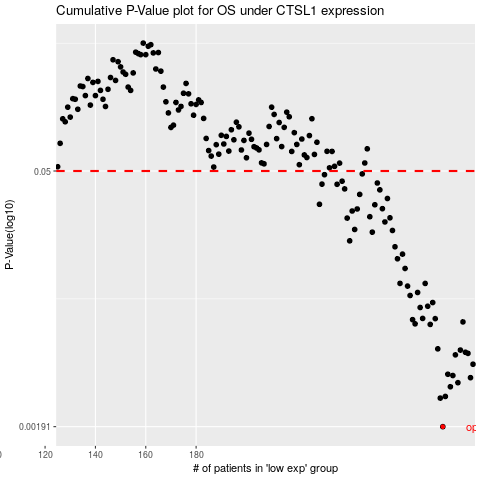 Cumulative P-Value plot for OS under CTSL1 expression
P-Value(log10)
0.05
0.00191
op
0 120 140 160 180
# of patients in 'low exp' group